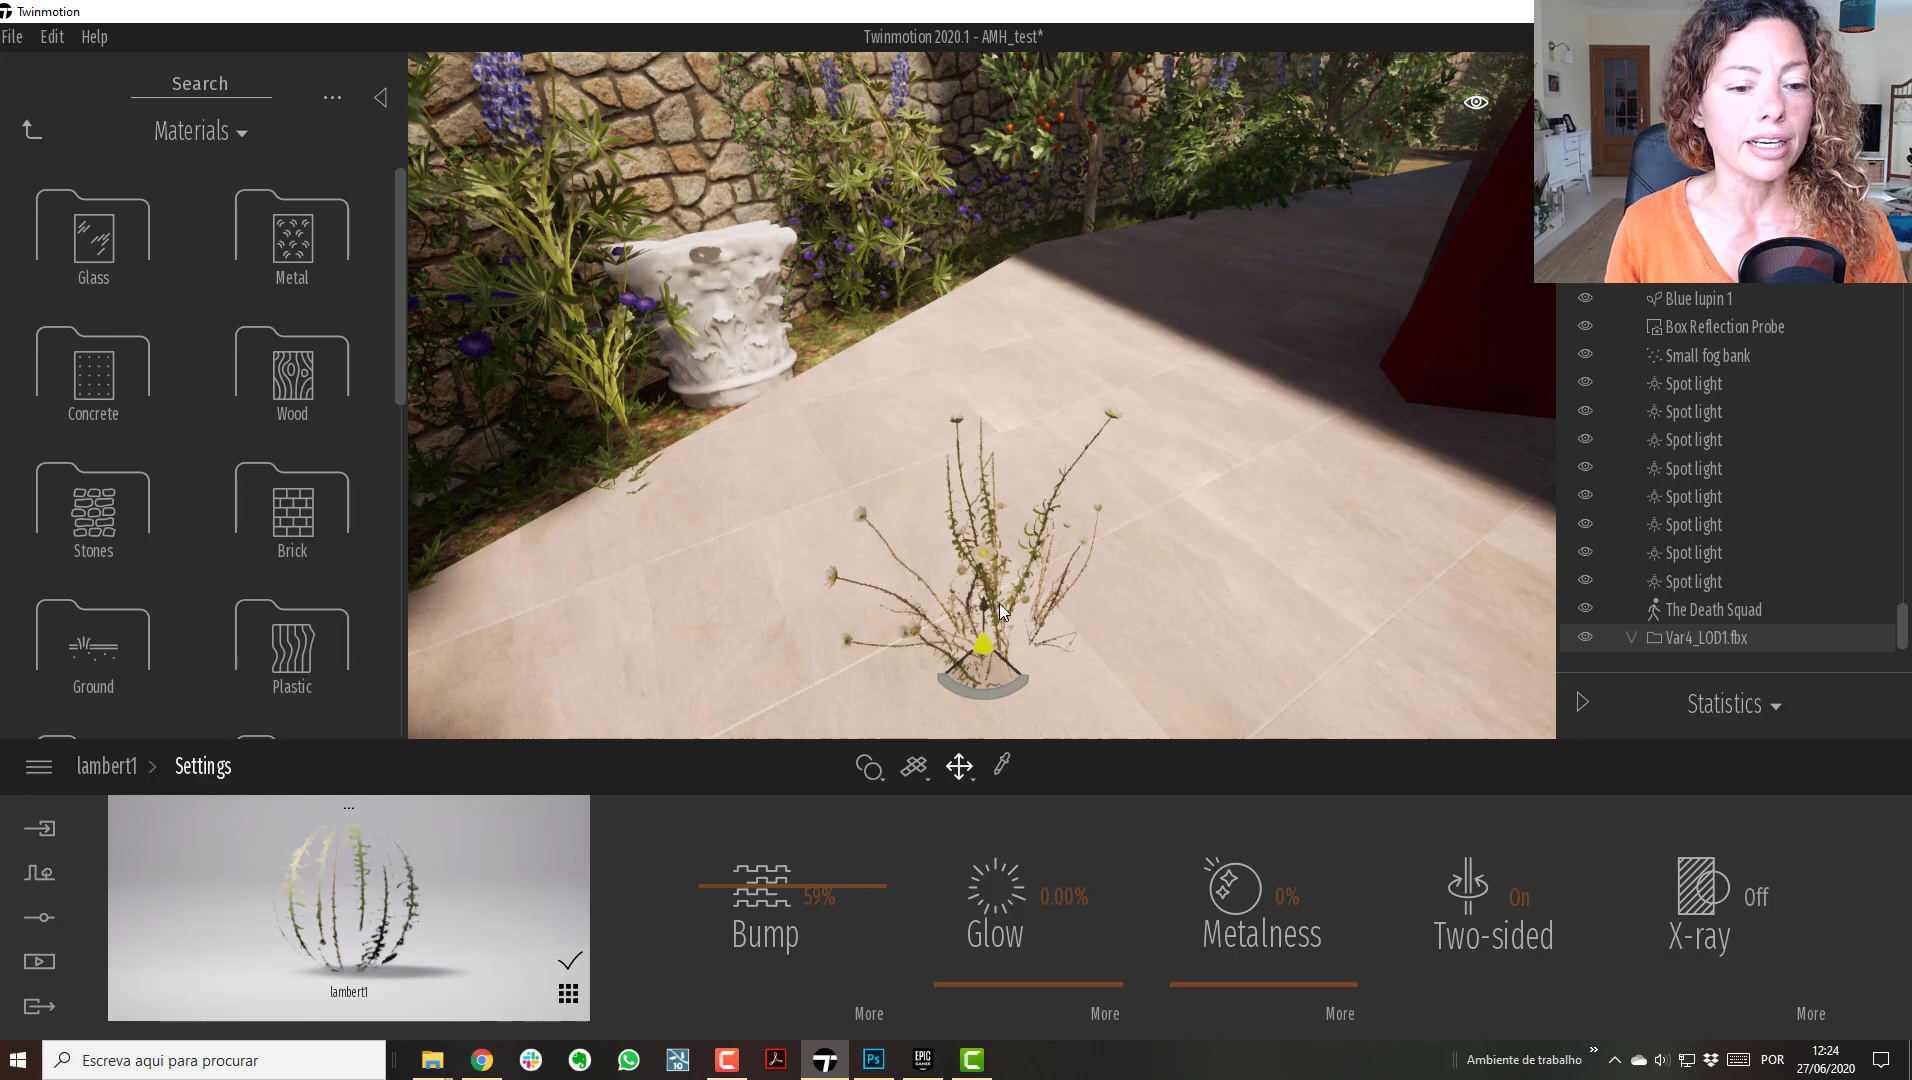 Twinmotion
File Edit Help
Twinmotion 2020.1 - AMH_test*
Search
...
Materials
Glass
Metal
Concrete
Wood
Stones
Brick
Ground
Plastic
Blue lupin 1
Box Reflection Probe
Small fog bank
Spot light
Spot light
Spot light
Spot light
Spot light
Spot light
Spot light
Spot light
The Death Squad
Var4_LOD1.fbx
Statistics
lambert1 > Settings
...
lambert1
59%
Bump
More
0.00%
Glow
More
0%
Metalness
More
On
Two-sided
Off
X-ray
More
Escreva aqui para procurar
10
Ps
EPIC
GAMES
Ambiente de trabalho
POR
12:24
27/06/2020